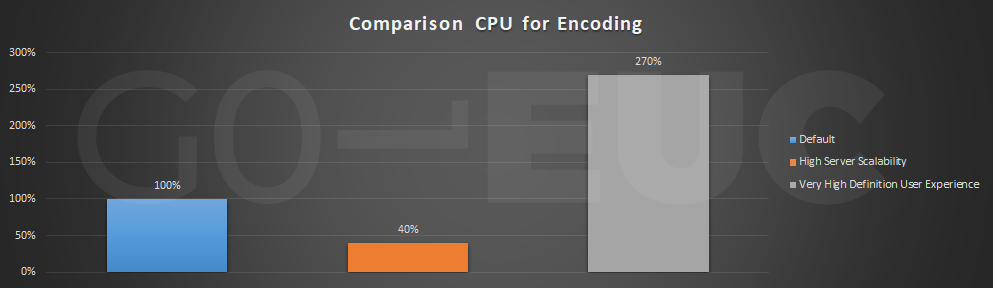 Comparison CPU for Encoding
300%
250%
200%
150%
100%
50%
0%
100%
40%
270%
Default
High Server Scalability
Very High Definition User Experience
GO-EUC